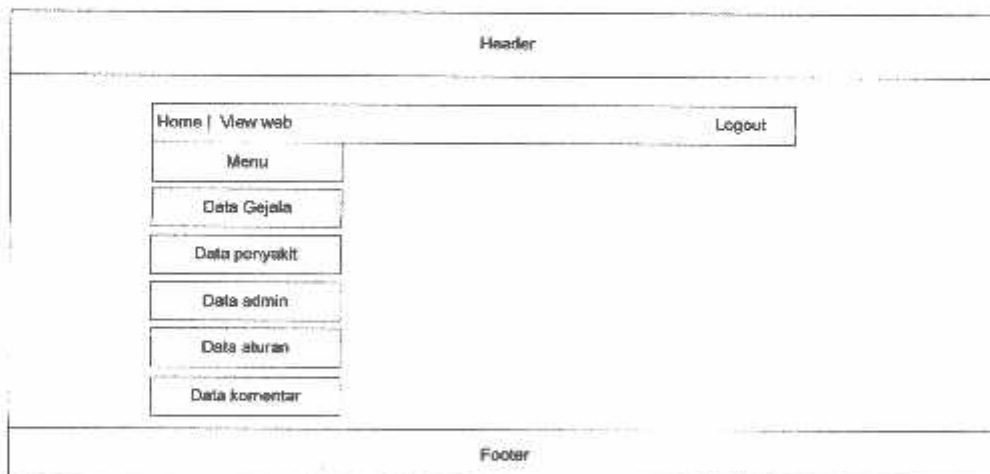 Header
Home | View web Logout
Menu
Data Gejala
Data penyakit
Data admin
Data aturan
Data komentar
Footer